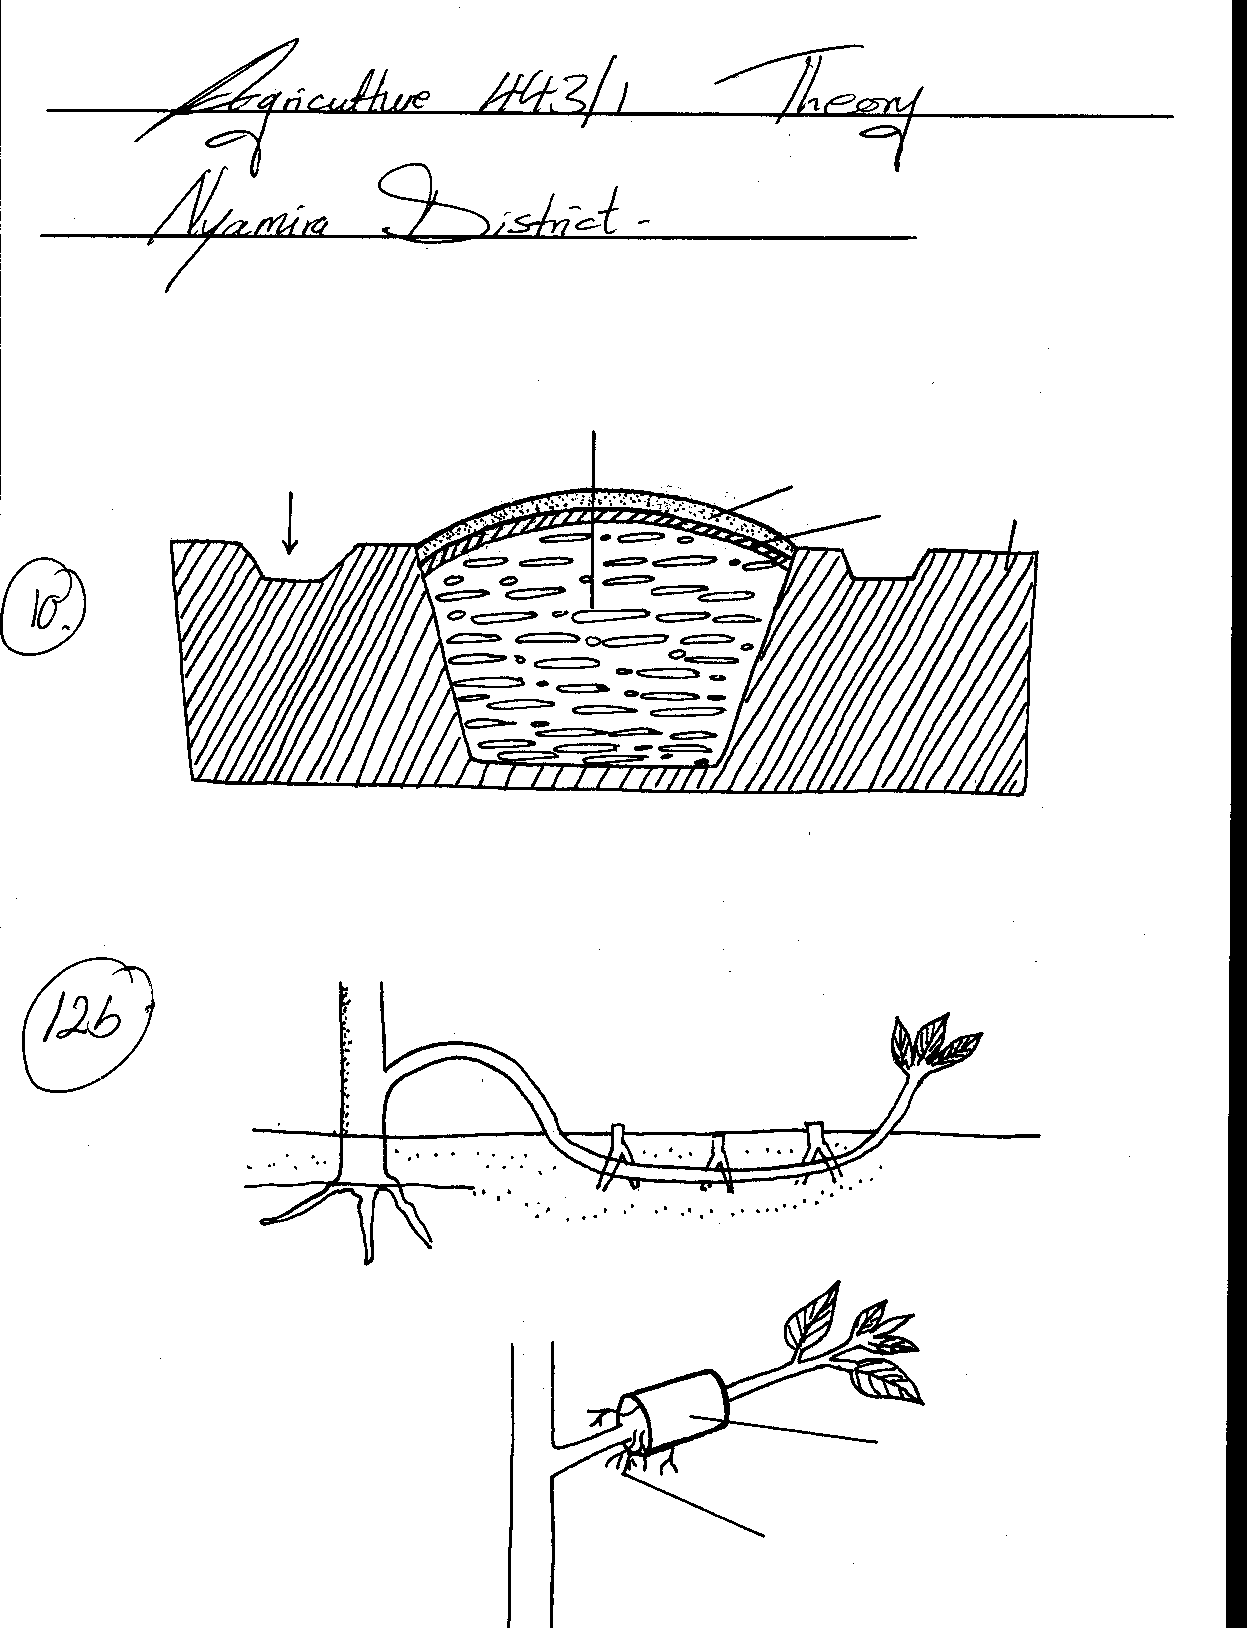 Agriculture 443/1 Theory
Nyamira District-
10.
12b